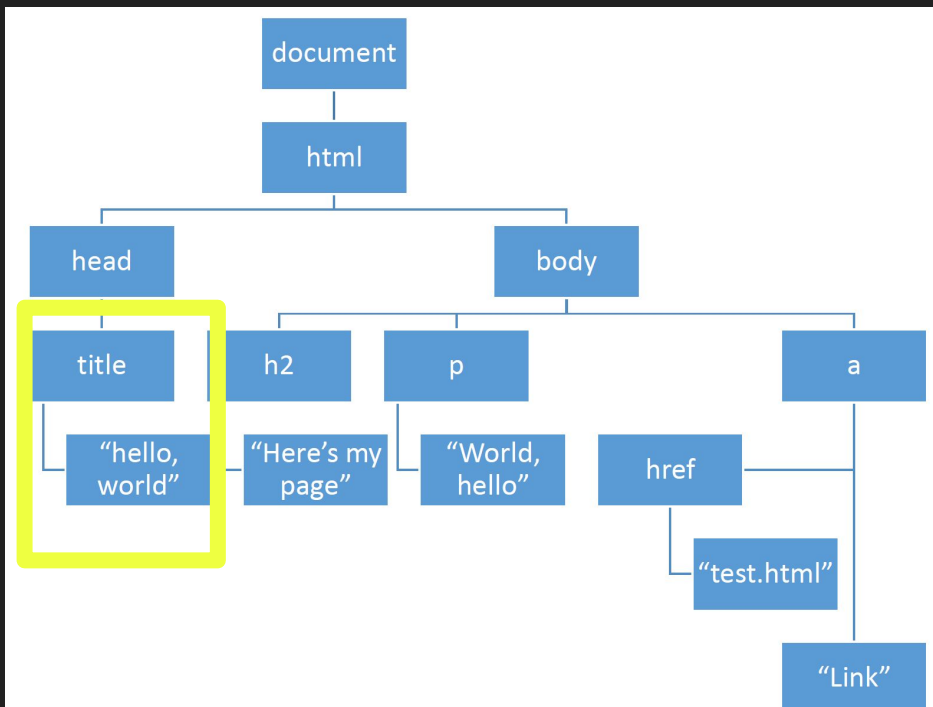 document
html
head
body
title
h2
p
a
“hello,
world”
“Here’s my
page”
“World,
hello”
href
“test.html”
“Link”